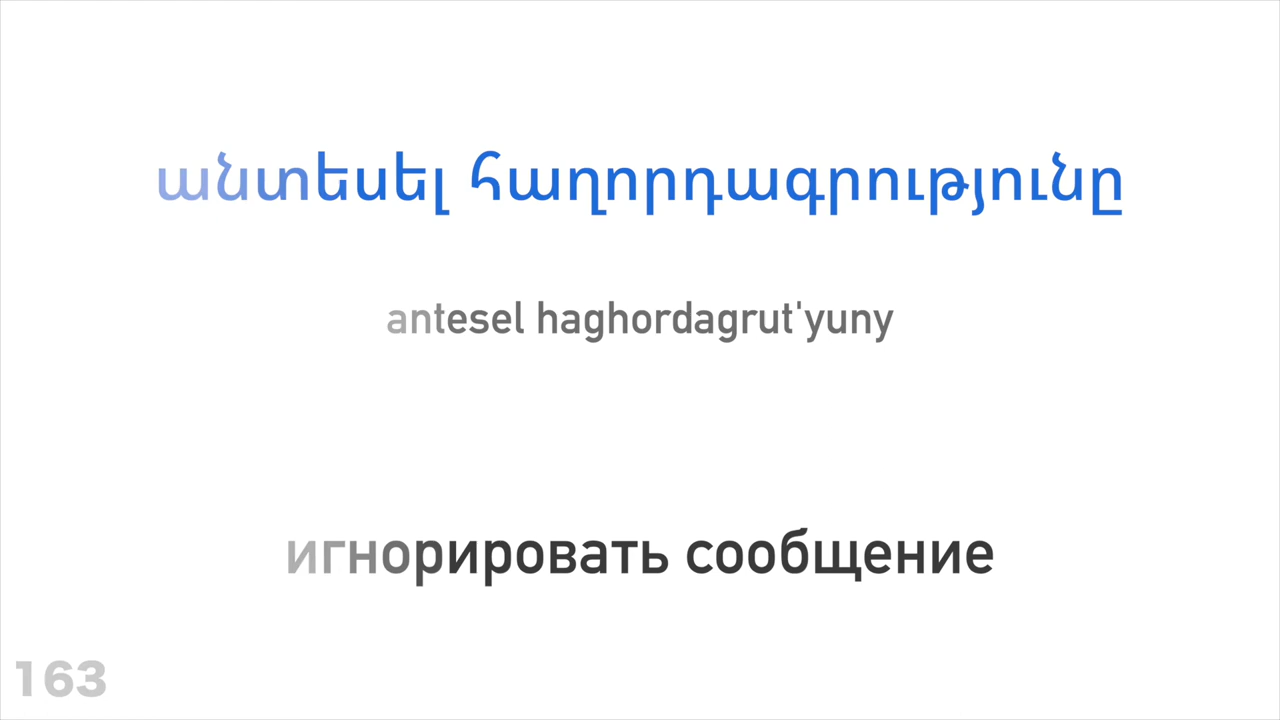 անտեսել հաղորդագրությունը
antesel haghordagrut'yuny
игнорировать сообщение
163